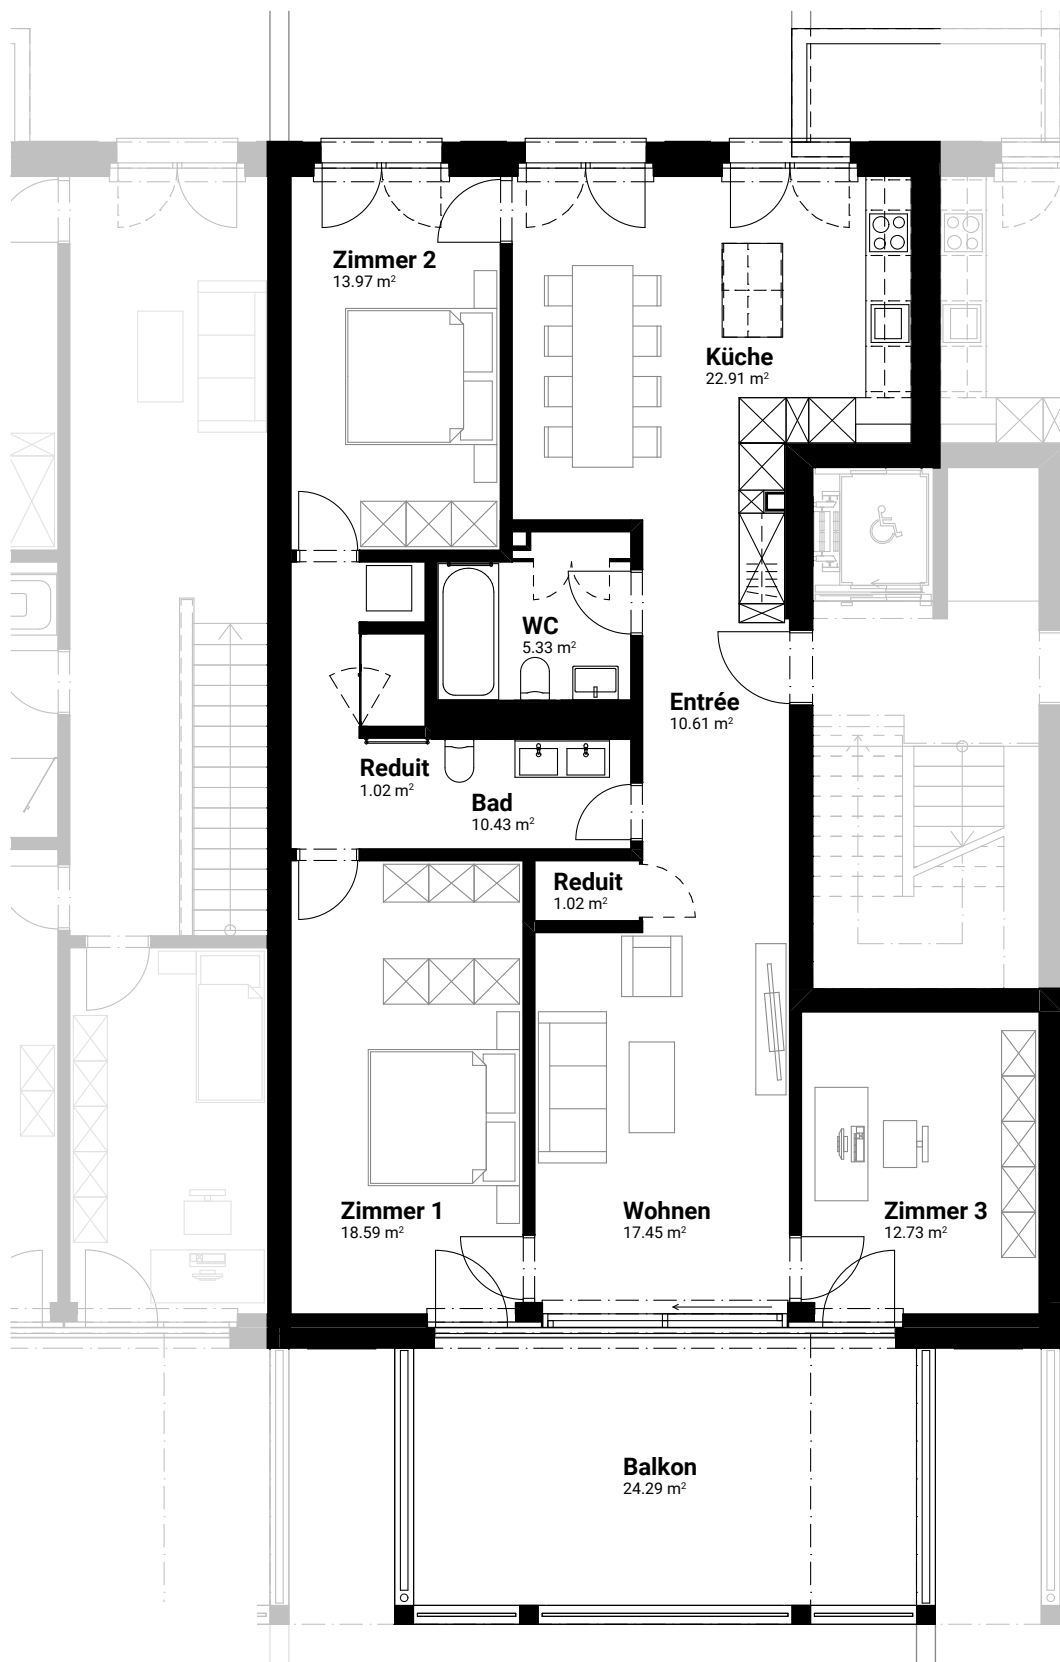 Zimmer 2
13.97 m²
Küche
22.91 m²
WC
5.33 m²
Entrée
10.61 m²
Reduit
1.02 m²
Bad
10.43 m²
Reduit
1.02 m²
Zimmer 1
18.59 m²
Wohnen
17.45 m²
Zimmer 3
12.73 m²
Balkon
24.29 m²